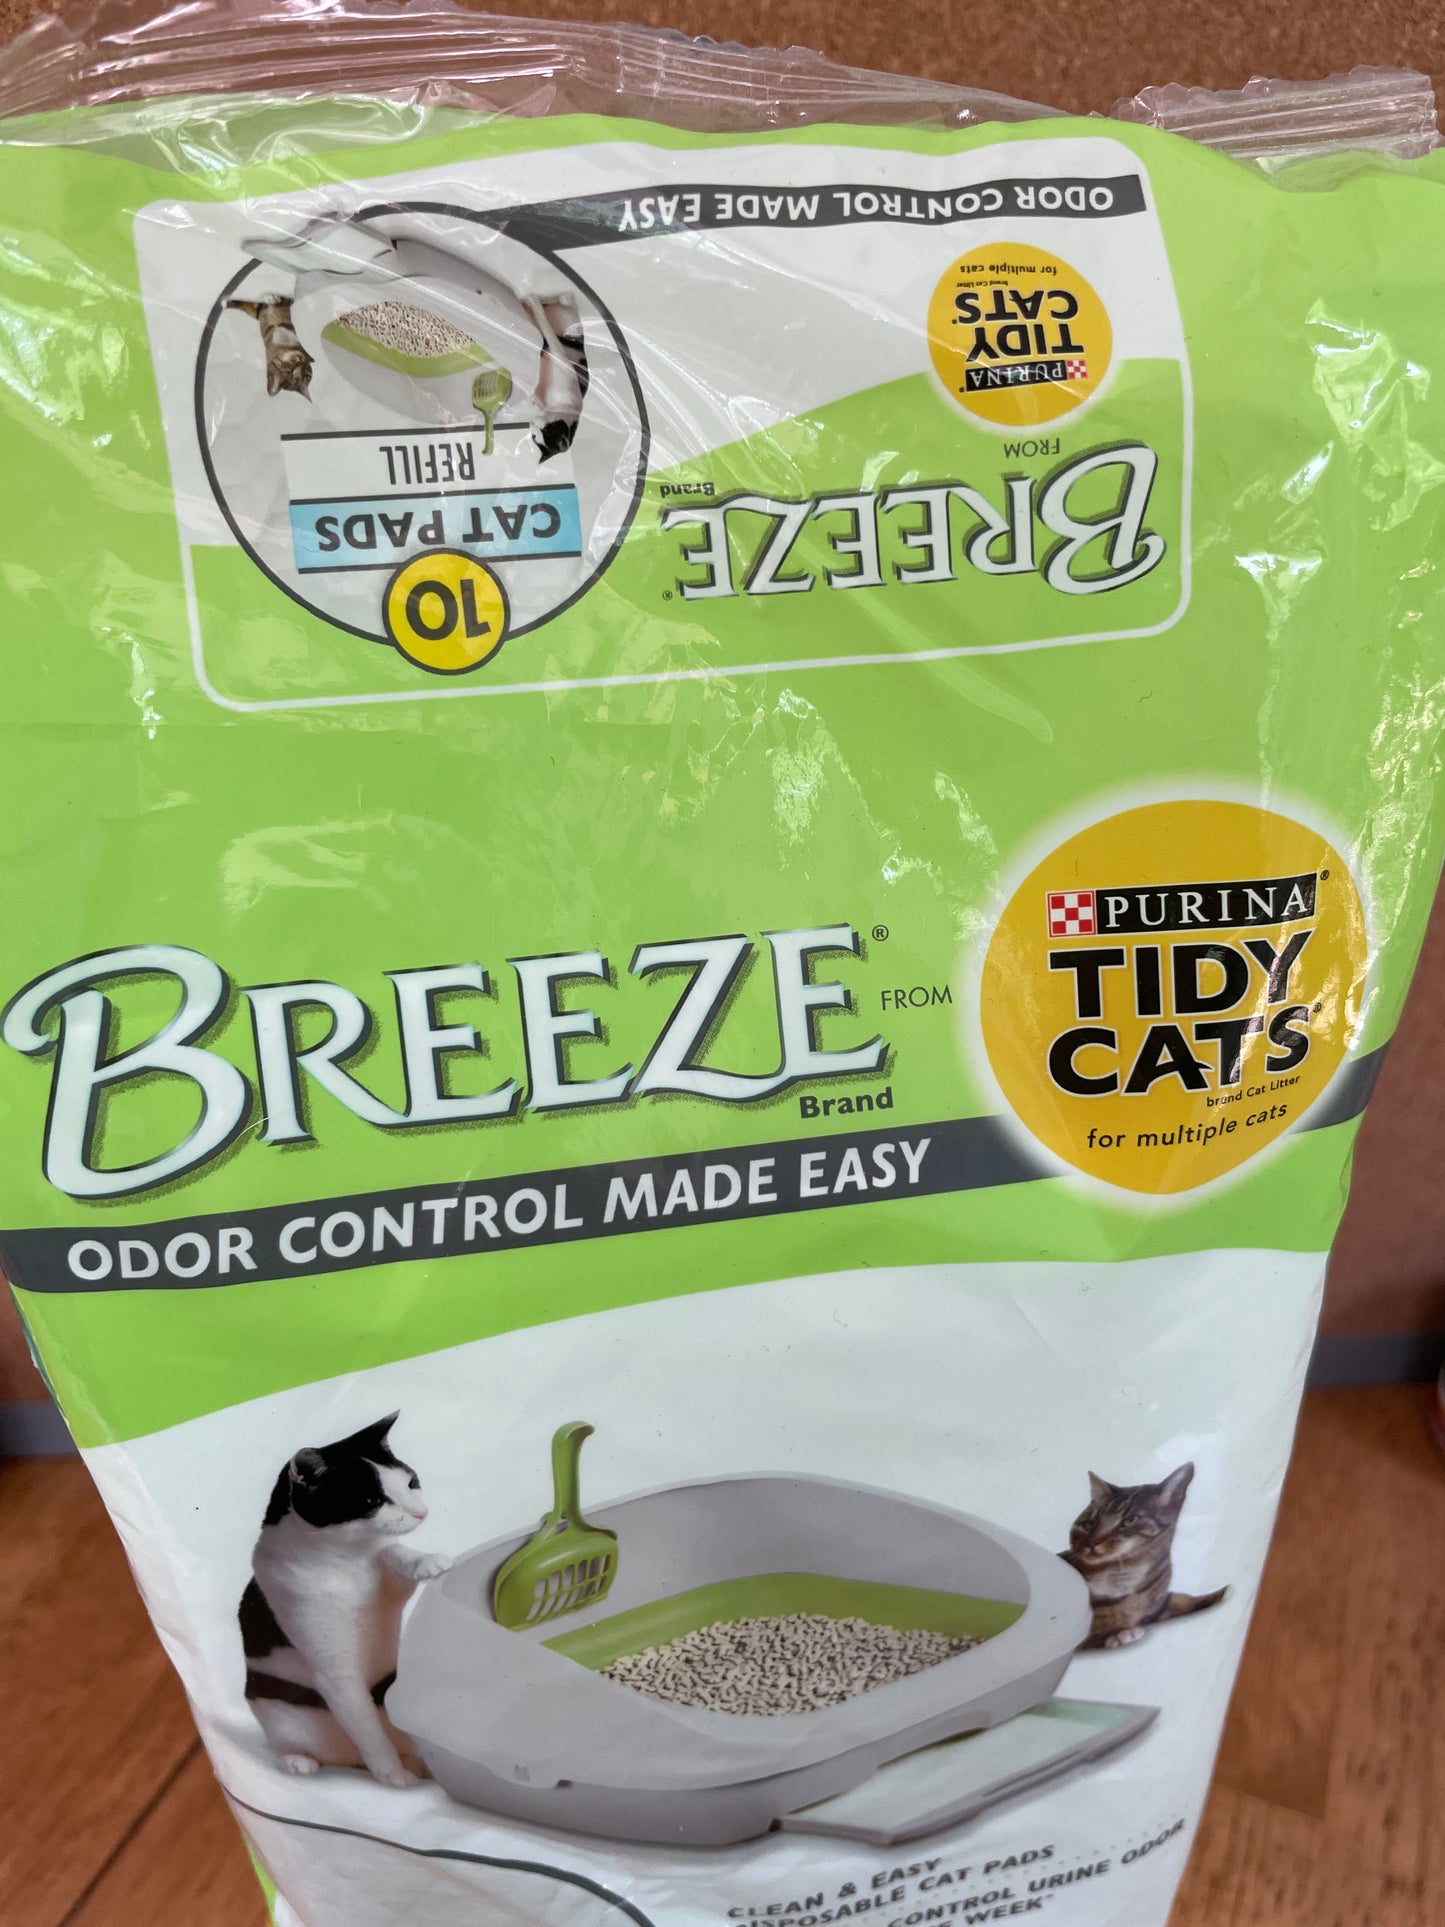 ODOR CONTROL MADE EASY
PURINA
TIDY
CATS
brand Cat Litter
for multiple cats
BREEZE®
FROM
Brand
10
CAT PADS
REFILL
BREEZE®
Brand
FROM
PURINA®
TIDY
CATS®
brand Cat Litter
for multiple cats
ODOR CONTROL MADE EASY
CLEAN & EASY
CAT PADS
CONTROL URINE ODOR
WEEK